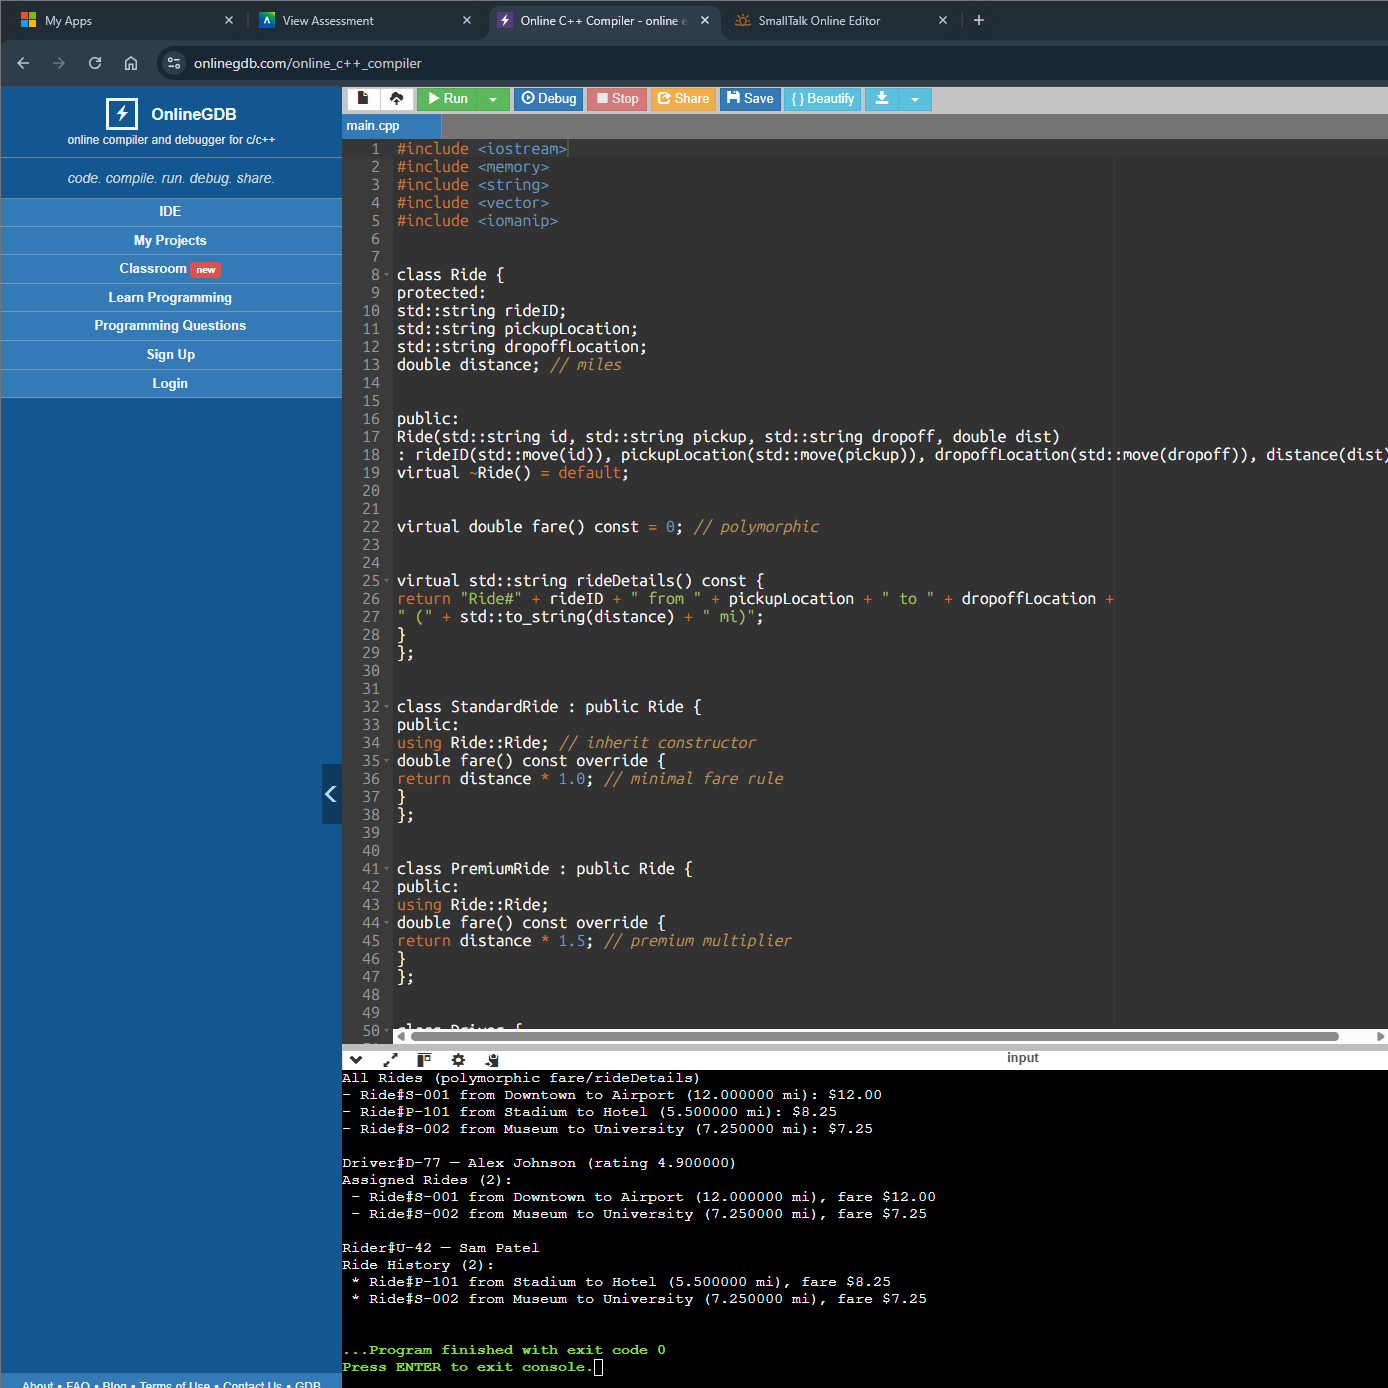 My Apps
View Assessment
Online C++ Compiler - online e
SmallTalk Online Editor
onlinegdb.com/online_c++_compiler
OnlineGDB
online compiler and debugger for c/c++
code. compile. run. debug. share.
IDE
My Projects
Classroom new
Learn Programming
Programming Questions
Sign Up
Login
About • FAQ • Blog • Terms of Use • Contact Us • GDB
Run
Debug
Stop
Share
Save
{ } Beautify
main.cpp
1 #include <iostream>
2 #include <memory>
3 #include <string>
4 #include <vector>
5 #include <iomanip>
6
7
8 class Ride {
9 protected:
10 std::string rideID;
11 std::string pickupLocation;
12 std::string dropoffLocation;
13 double distance; // miles
14
15
16 public:
17 Ride(std::string id, std::string pickup, std::string dropoff, double dist)
18 : rideID(std::move(id)), pickupLocation(std::move(pickup)), dropoffLocation(std::move(dropoff)), distance(dist)
19 virtual ~Ride() = default;
20
21
22 virtual double fare() const = 0; // polymorphic
23
24
25 virtual std::string rideDetails() const {
26 return "Ride#" + rideID + " from " + pickupLocation + " to " + dropoffLocation +
27 " (" + std::to_string(distance) + " mi)";
28 }
29 };
30
31
32 class StandardRide : public Ride {
33 public:
34 using Ride::Ride; // inherit constructor
35 double fare() const override {
36 return distance * 1.0; // minimal fare rule
37 }
38 };
39
40
41 class PremiumRide : public Ride {
42 public:
43 using Ride::Ride;
44 double fare() const override {
45 return distance * 1.5; // premium multiplier
46 }
47 };
48
49
50 class Driver {
input
All Rides (polymorphic fare/rideDetails)
- Ride#S-001 from Downtown to Airport (12.000000 mi): $12.00
- Ride#P-101 from Stadium to Hotel (5.500000 mi): $8.25
- Ride#S-002 from Museum to University (7.250000 mi): $7.25
Driver#D-77 — Alex Johnson (rating 4.900000)
Assigned Rides (2):
- Ride#S-001 from Downtown to Airport (12.000000 mi), fare $12.00
- Ride#S-002 from Museum to University (7.250000 mi), fare $7.25
Rider#U-42 — Sam Patel
Ride History (2):
* Ride#P-101 from Stadium to Hotel (5.500000 mi), fare $8.25
* Ride#S-002 from Museum to University (7.250000 mi), fare $7.25
...Program finished with exit code 0
Press ENTER to exit console.